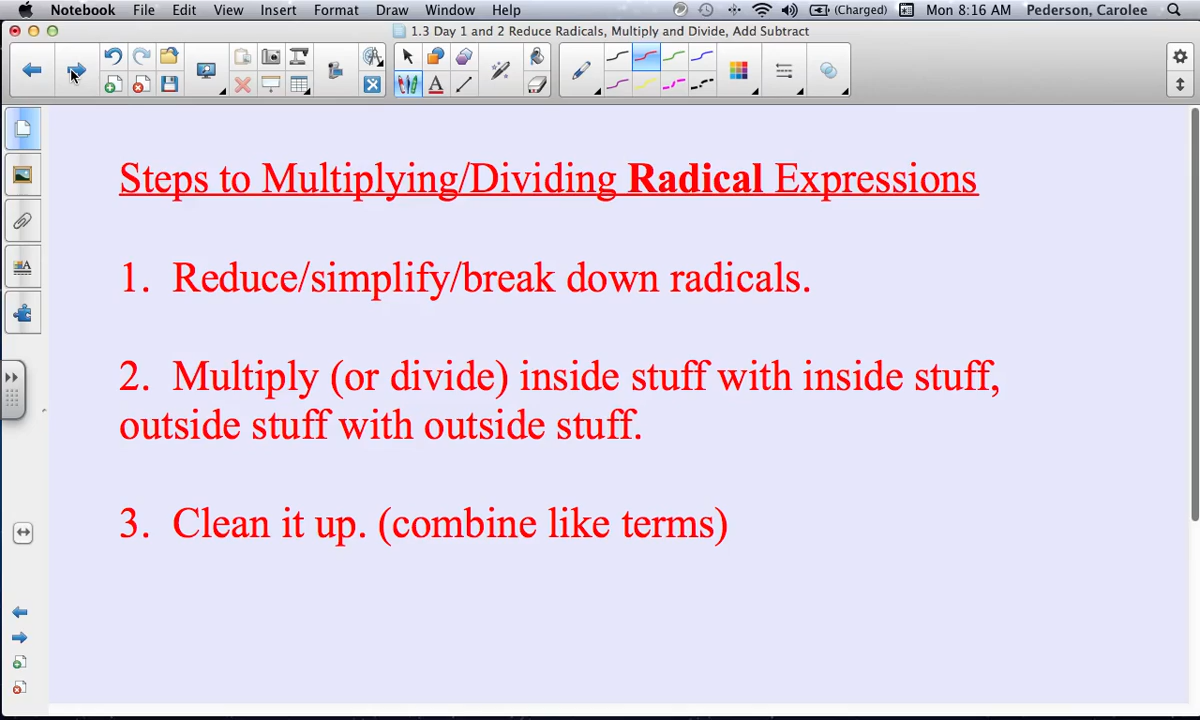 Notebook File Edit View Insert Format Draw Window Help (Charged) Mon 8:16 AM Pederson, Carolee
1.3 Day 1 and 2 Reduce Radicals, Multiply and Divide, Add Subtract
Steps to Multiplying/Dividing Radical Expressions
1. Reduce/simplify/break down radicals.
2. Multiply (or divide) inside stuff with inside stuff,
outside stuff with outside stuff.
3. Clean it up. (combine like terms)